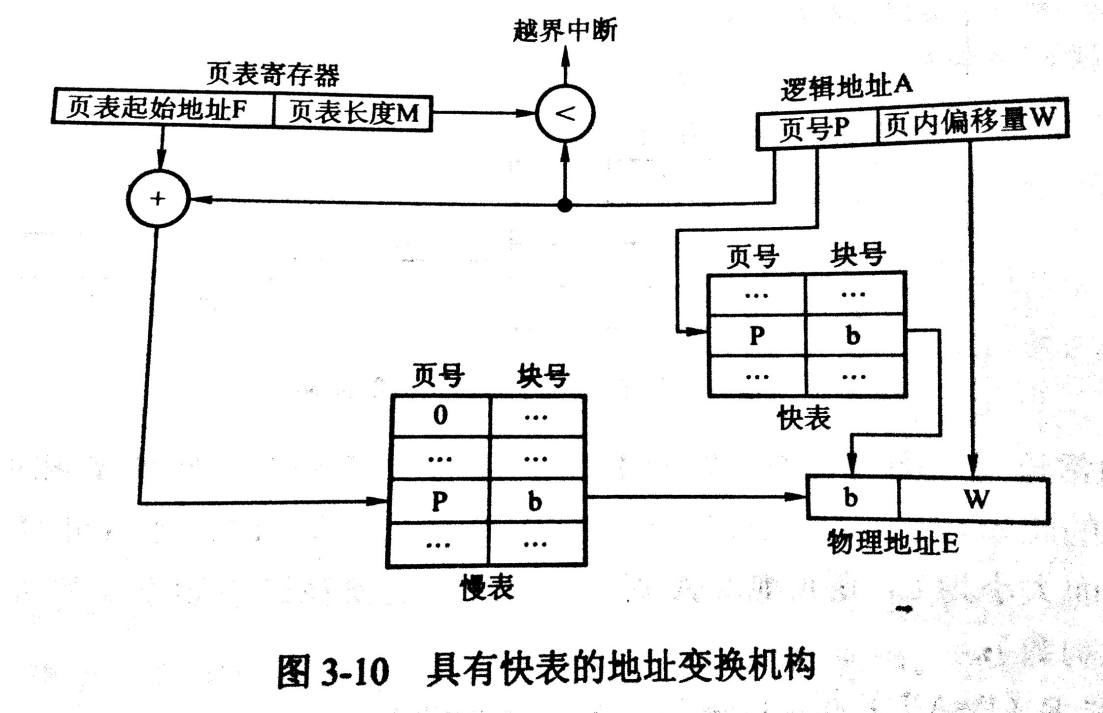 越界中断
页表寄存器
页表起始地址F 页表长度M
<
逻辑地址A
页号P 页内偏移量W
+
页号 块号
... ...
P b
... ...
快表
页号 块号
0 ...
... ...
P b
... ...
慢表
b W
物理地址E
图 3-10 具有快表的地址变换机构